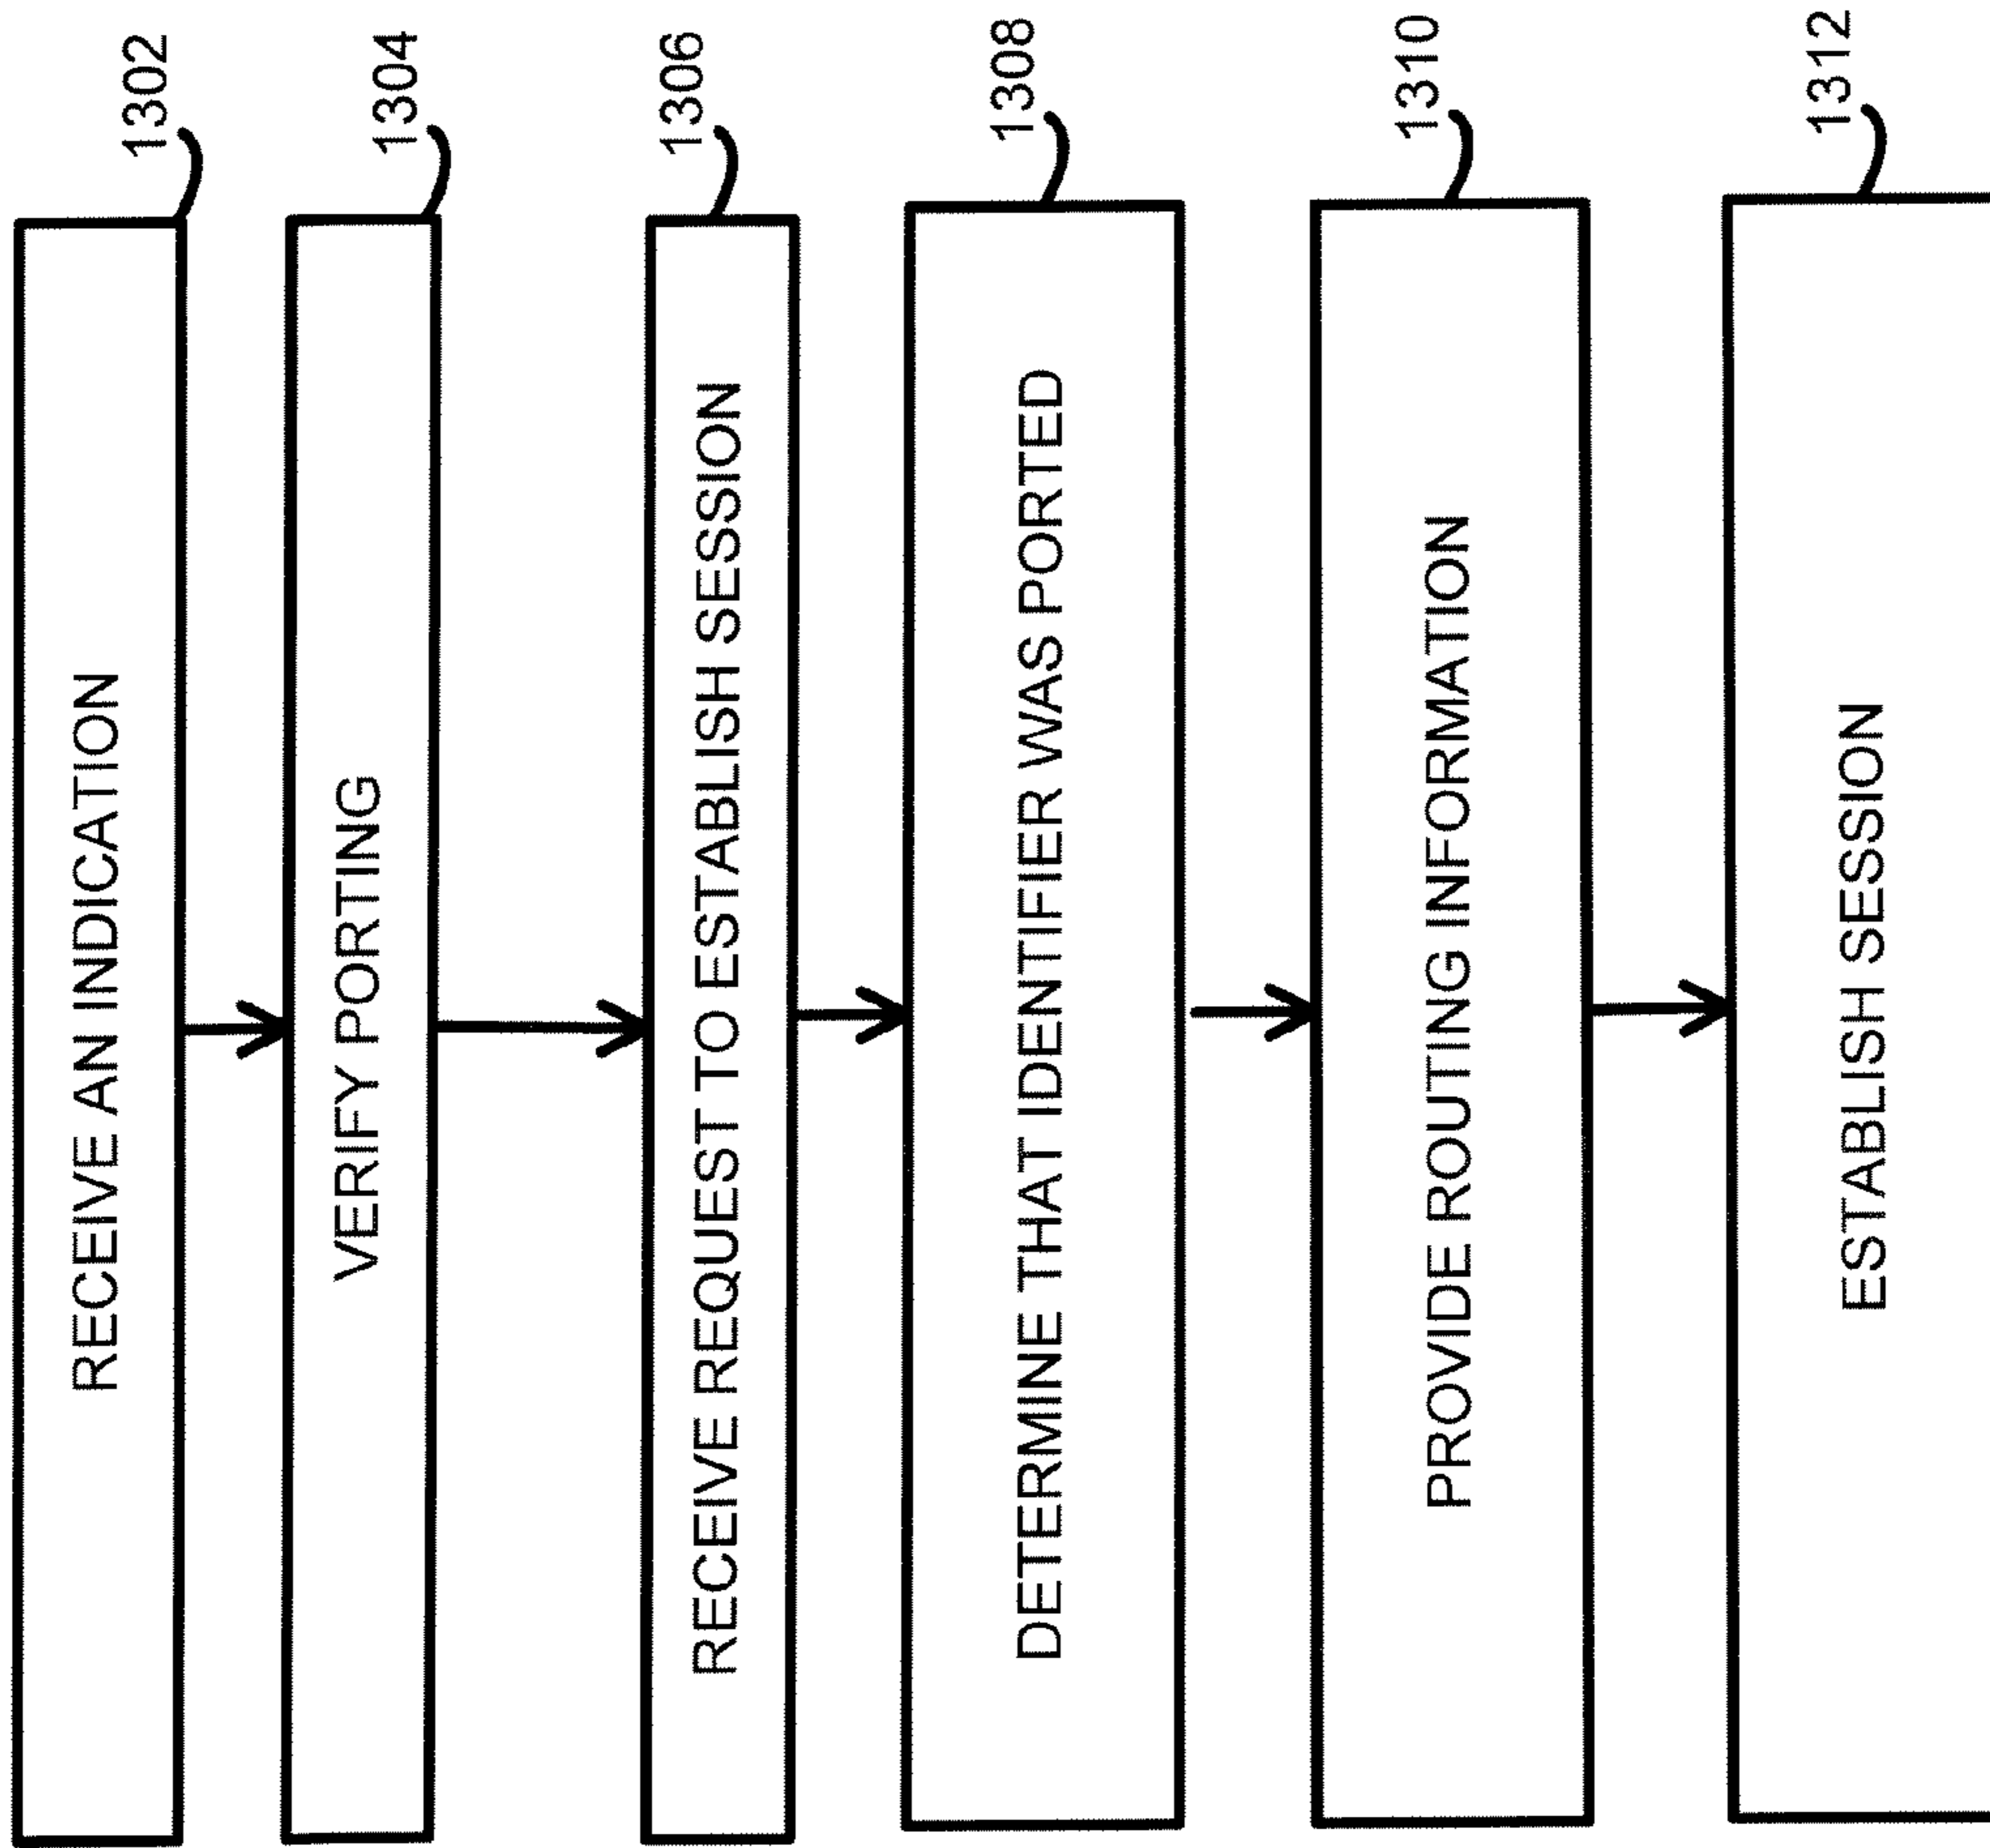 RECEIVE AN INDICATION
1302
VERIFY PORTING
1304
RECEIVE REQUEST TO ESTABLISH SESSION
1306
DETERMINE THAT IDENTIFIER WAS PORTED
1308
PROVIDE ROUTING INFORMATION
1310
ESTABLISH SESSION
1312